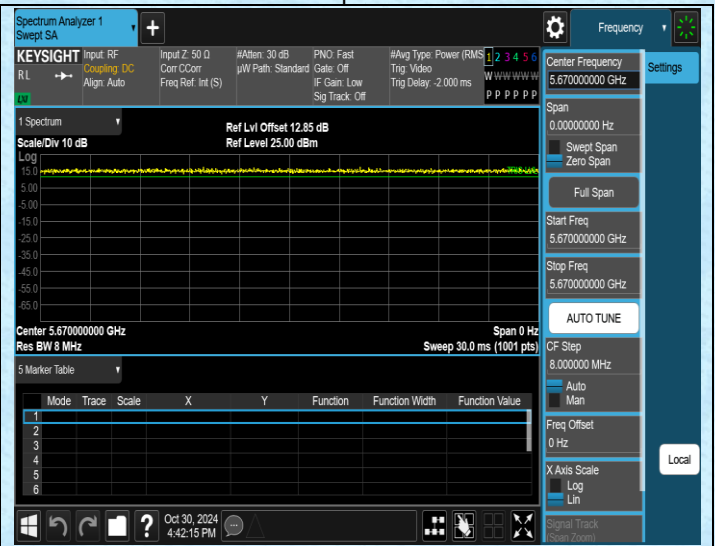 Spectrum Analyzer 1
Swept SA
+
Frequency
KEYSIGHT
RL
LXI
Input: RF
Coupling: DC
Align: Auto
Input Z: 50 Ω
Corr CCorr
Freq Ref: Int (S)
#Atten: 30 dB
µW Path: Standard
PNO: Fast
Gate: Off
IF Gain: Low
Sig Track: Off
#Avg Type: Power (RMS
Trig: Video
Trig Delay: -2.000 ms
1 2 3 4 5 6
W W W W W W
P P P P P P
1 Spectrum
Scale/Div 10 dB
Ref Lvl Offset 12.85 dB
Ref Level 25.00 dBm
Log
15.0
5.00
-5.00
-15.0
-25.0
-35.0
-45.0
-55.0
-65.0
Center 5.670000000 GHz
Res BW 8 MHz
Span 0 Hz
Sweep 30.0 ms (1001 pts)
5 Marker Table
Mode Trace Scale X Y Function Function Width Function Value
1
2
3
4
5
6
Center Frequency
5.670000000 GHz
Span
0.00000000 Hz
Swept Span
Zero Span
Full Span
Start Freq
5.670000000 GHz
Stop Freq
5.670000000 GHz
AUTO TUNE
CF Step
8.000000 MHz
Auto
Man
Freq Offset
0 Hz
X Axis Scale
Log
Lin
Signal Track
(Span Zoom)
Settings
Local
?
Oct 30, 2024
4:42:15 PM